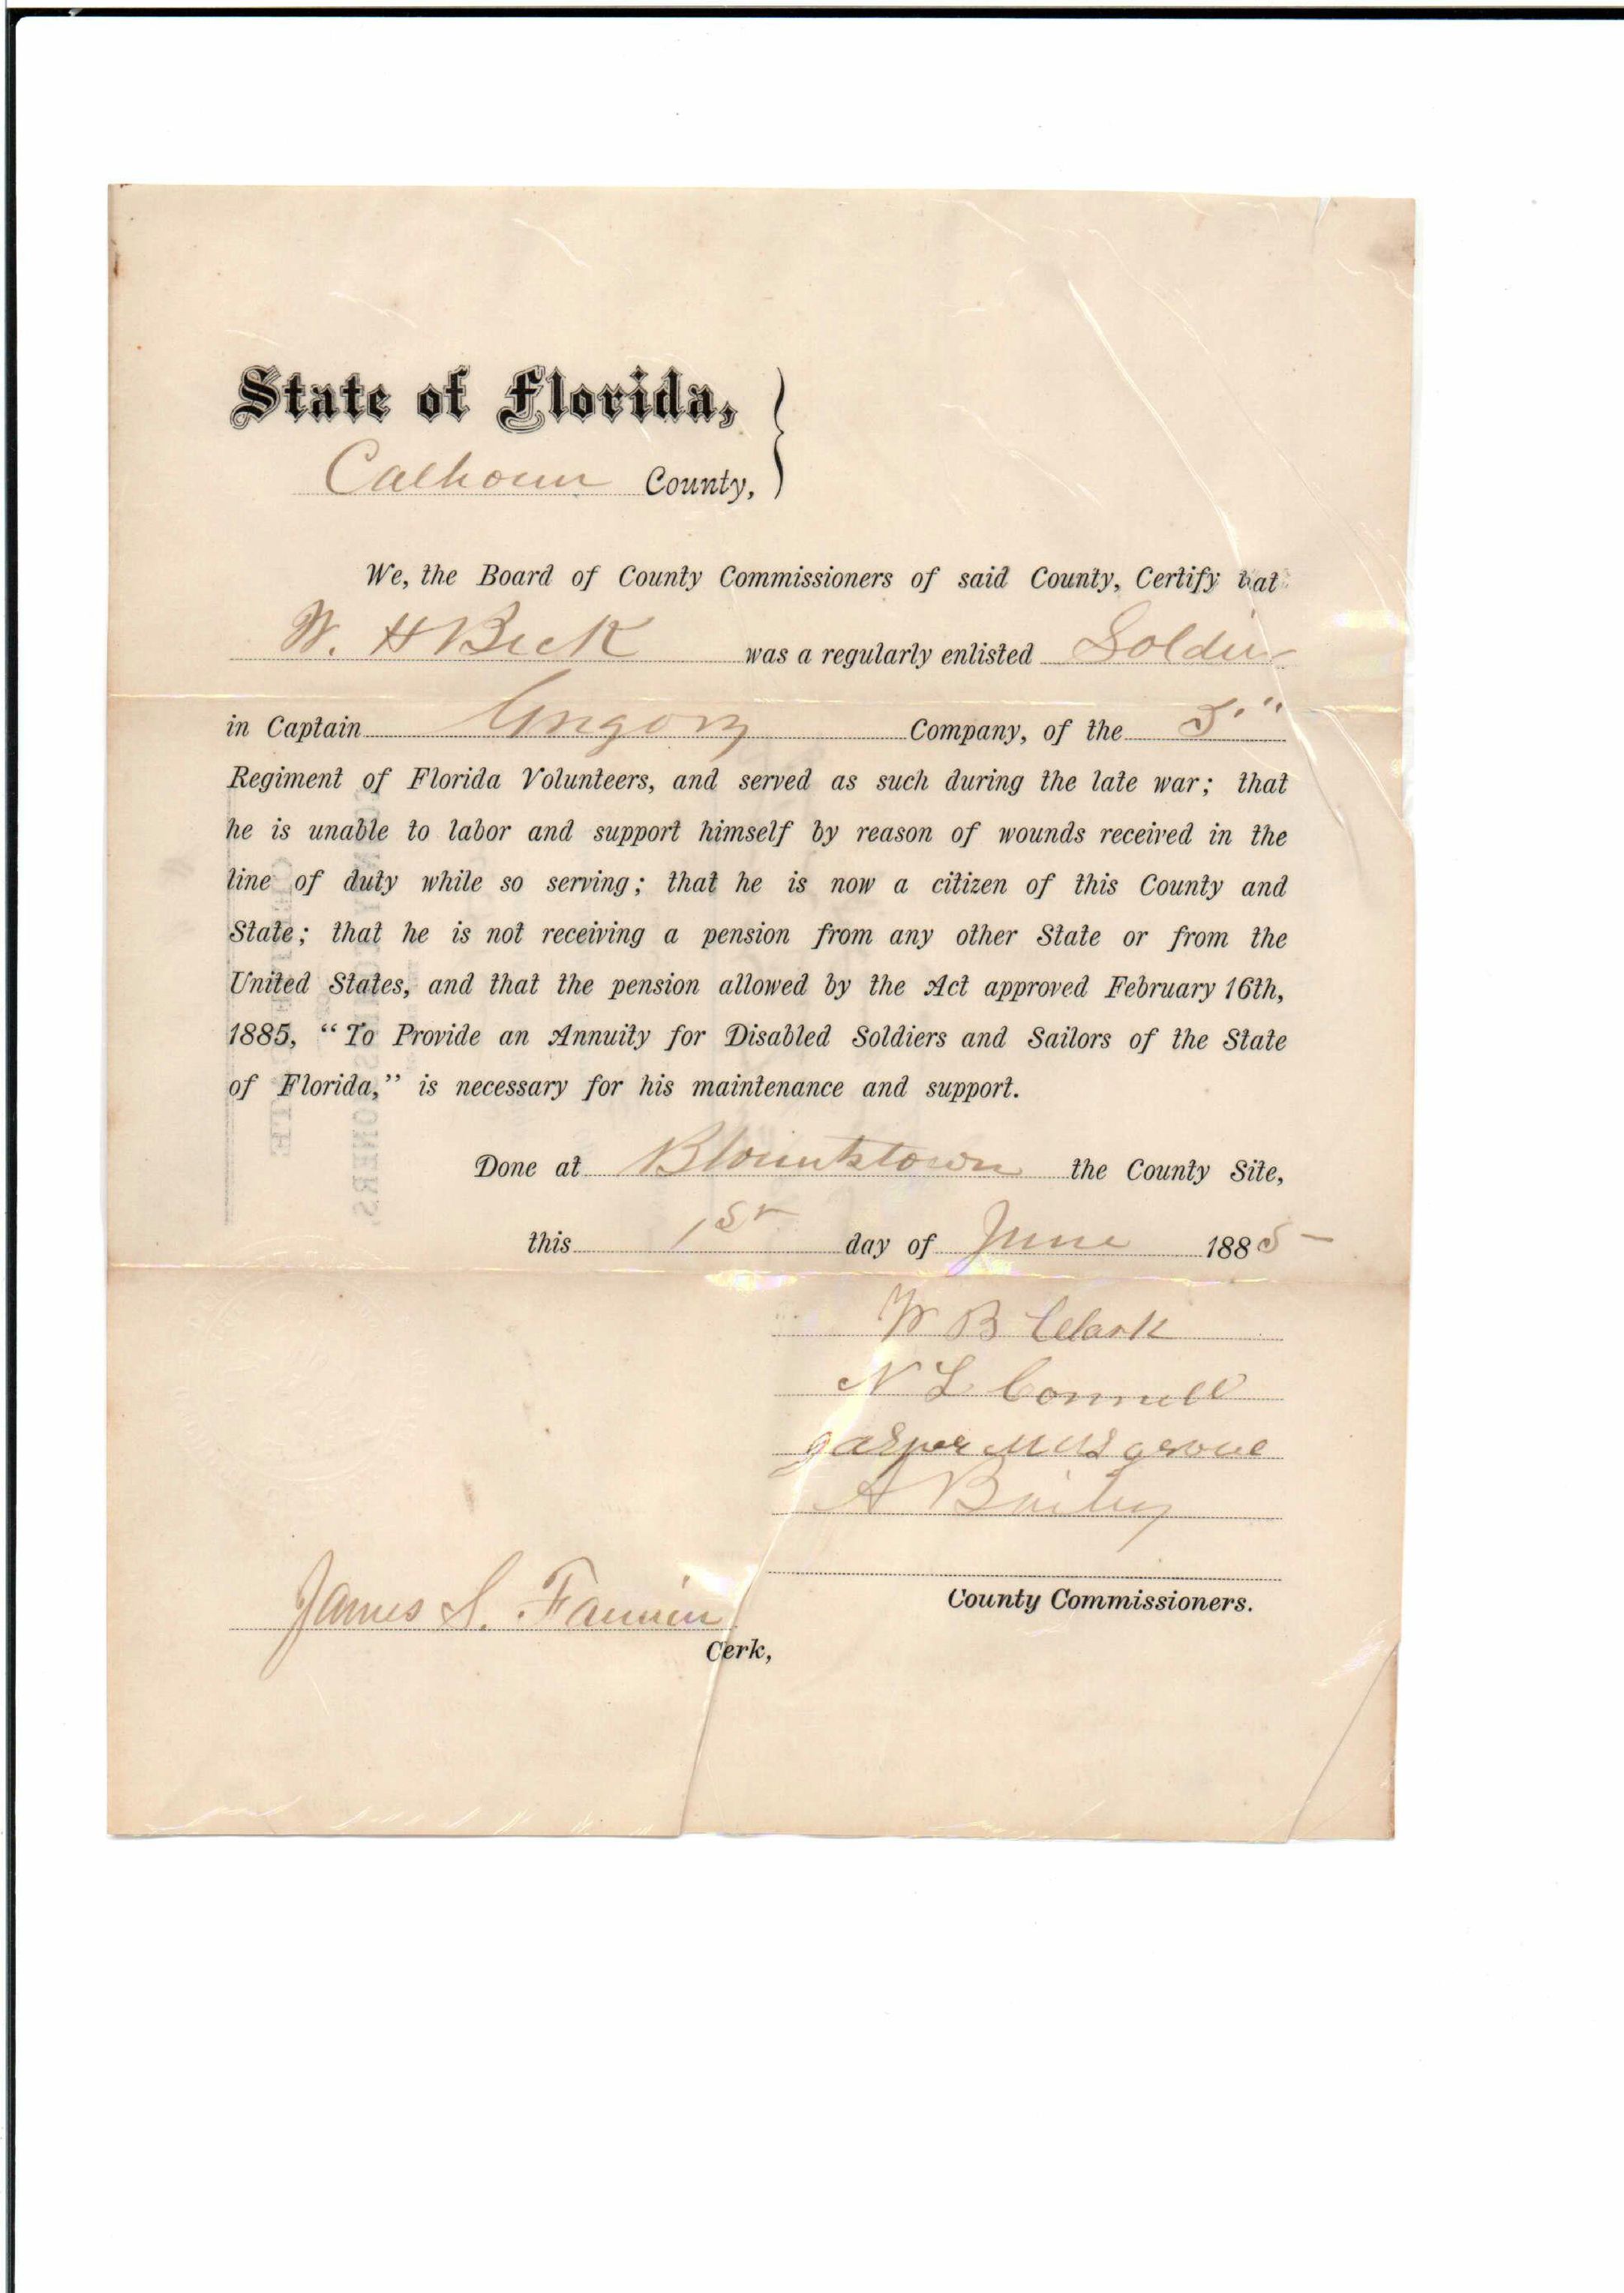 State of Florida,
Calhoun County,
We, the Board of County Commissioners of said County, Certify that
W. H Beck was a regularly enlisted Soldier
in Captain Gregory Company, of the 5"
Regiment of Florida Volunteers, and served as such during the late war; that
he is unable to labor and support himself by reason of wounds received in the
line of duty while so serving; that he is now a citizen of this County and
State; that he is not receiving a pension from any other State or from the
United States, and that the pension allowed by the Act approved February 16th,
1885, “To Provide an Annuity for Disabled Soldiers and Sailors of the State
of Florida,” is necessary for his maintenance and support.
Done at Blountstown the County Site,
this 1st day of June 1885
W B Clark
N L Connell
Jasper Musgrove
A Bailey
County Commissioners.
James S. Fannin
Cerk,